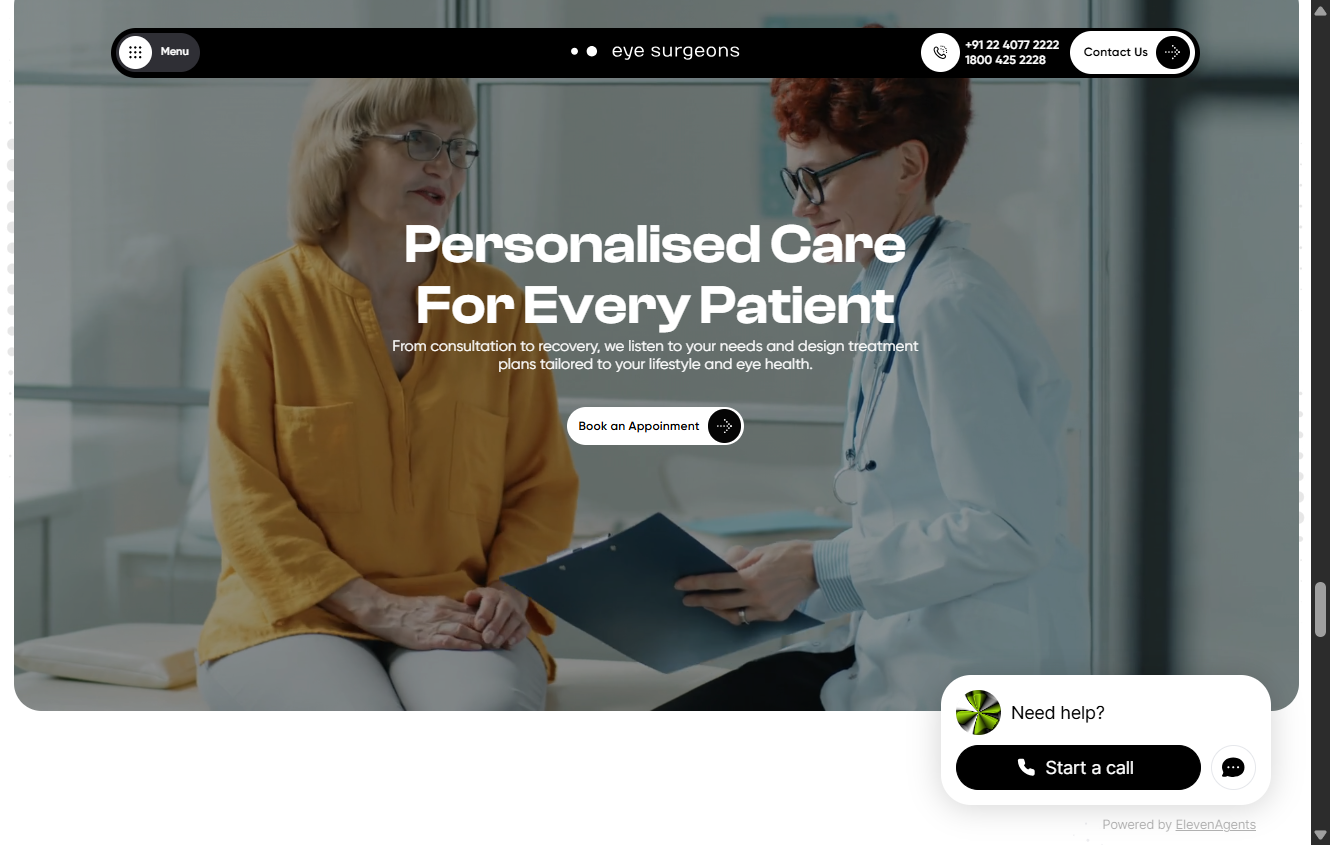 Menu
eye surgeons
+91 22 4077 2222
1800 425 2228
Contact Us
Personalised Care
For Every Patient
From consultation to recovery, we listen to your needs and design treatment
plans tailored to your lifestyle and eye health.
Book an Appoinment
Need help?
Start a call
Powered by ElevenAgents